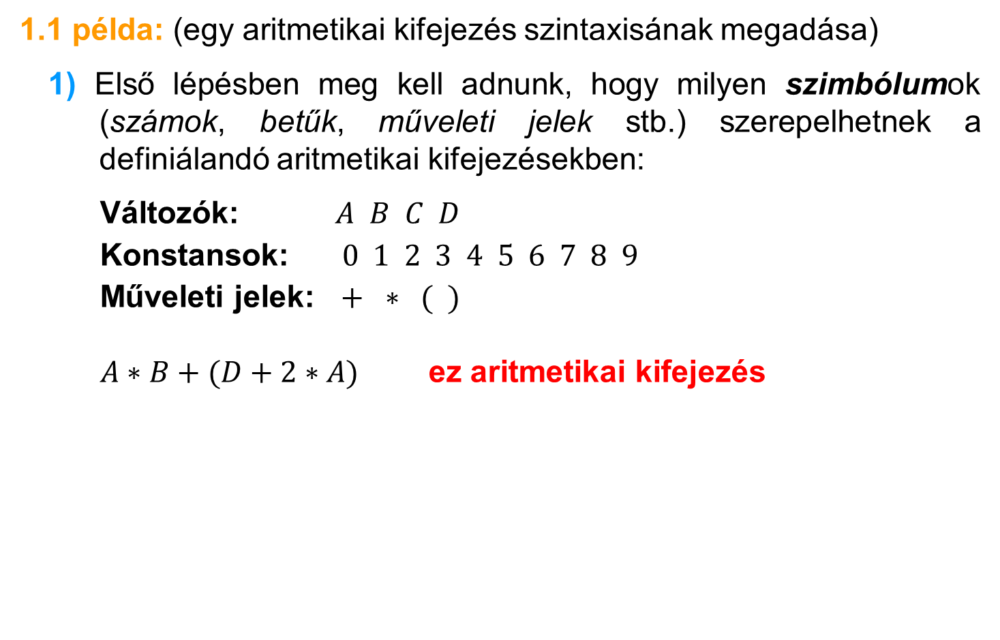 1.1 példa: (egy aritmetikai kifejezés szintaxisának megadása)
1) Első lépésben meg kell adnunk, hogy milyen szimbólumok
(számok, betűk, műveleti jelek stb.) szerepelhetnek a
definiálandó aritmetikai kifejezésekben:
Változók: A B C D
Konstansok: 0 1 2 3 4 5 6 7 8 9
Műveleti jelek: + ∗ ( )
A ∗ B + (D + 2 ∗ A) ez aritmetikai kifejezés